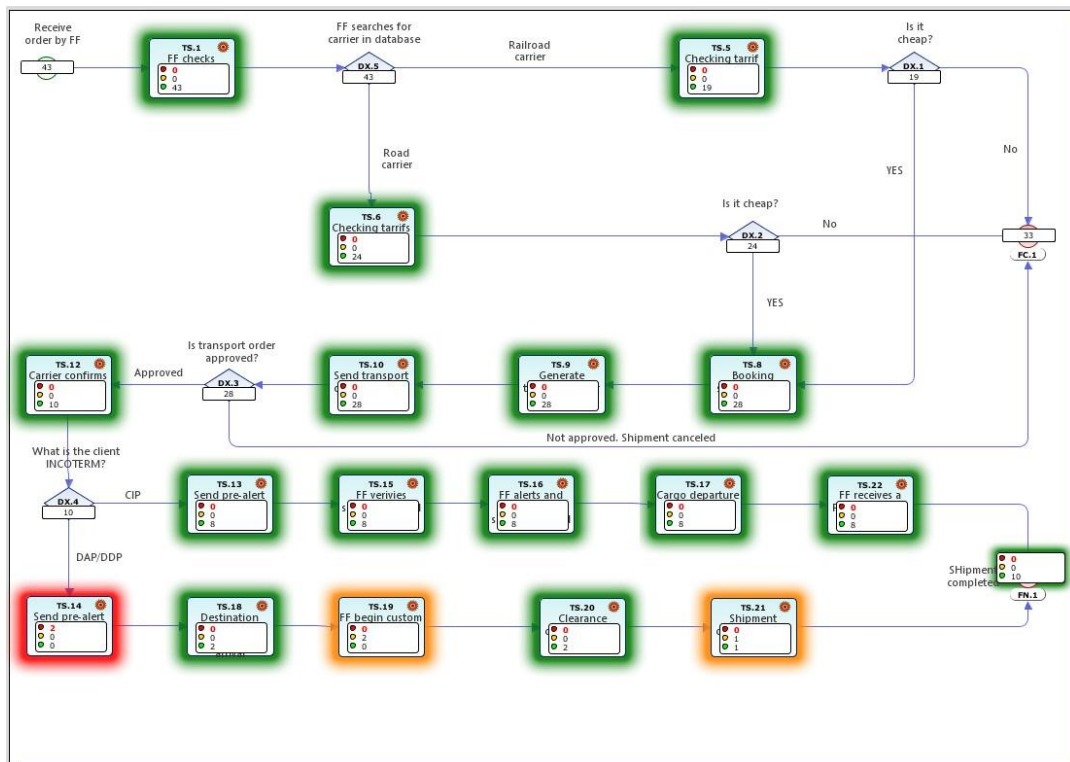 Receive
order by FF
43
TS.1
FF checks
0
0
43
FF searches for
carrier in database
DX.5
43
Railroad
carrier
TS.5
Checking tarrif
0
0
19
Is it
cheap?
DX.1
19
No
YES
Road
carrier
TS.6
Checking tarrifs
0
0
24
Is it cheap?
DX.2
24
No
33
FC.1
YES
TS.12
Carrier confirms
0
0
10
Approved
Is transport order
approved?
DX.3
28
TS.10
Send transport
0
0
28
TS.9
Generate
0
0
28
TS.8
Booking
0
0
28
Not approved. Shipment canceled
What is the client
INCOTERM?
DX.4
10
CIP
TS.13
Send pre-alert
0
0
8
TS.15
FF verivies
0
0
8
TS.16
FF alerts and
0
0
8
TS.17
Cargo departure
0
0
8
TS.22
FF receives a
0
0
8
DAP/DDP
SHipment
completed
0
0
10
FN.1
TS.14
Send pre-alert
2
0
0
TS.18
Destination
0
0
2
TS.19
FF begin custom
0
2
0
TS.20
Clearance
0
0
2
TS.21
Shipment
0
1
1